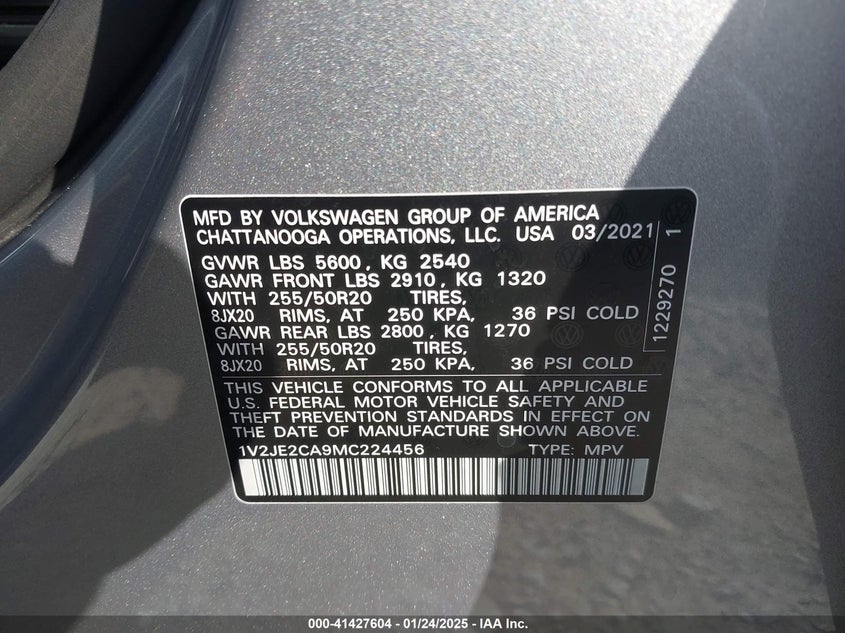 MFD BY VOLKSWAGEN GROUP OF AMERICA
CHATTANOOGA OPERATIONS, LLC. USA 03/2021
GVWR LBS 5600, KG 2540
GAWR FRONT LBS 2910, KG 1320
WITH 255/50R20 TIRES,
8JX20 RIMS, AT 250 KPA, 36 PSI COLD
GAWR REAR LBS 2800, KG 1270
WITH 255/50R20 TIRES,
8JX20 RIMS, AT 250 KPA, 36 PSI COLD
THIS VEHICLE CONFORMS TO ALL APPLICABLE
U.S. FEDERAL MOTOR VEHICLE SAFETY AND
THEFT PREVENTION STANDARDS IN EFFECT ON
THE DATE OF MANUFACTURE SHOWN ABOVE.
1V2JE2CA9MC224456 TYPE: MPV
1229270 1
000-41427604 - 01/24/2025 - IAA Inc.